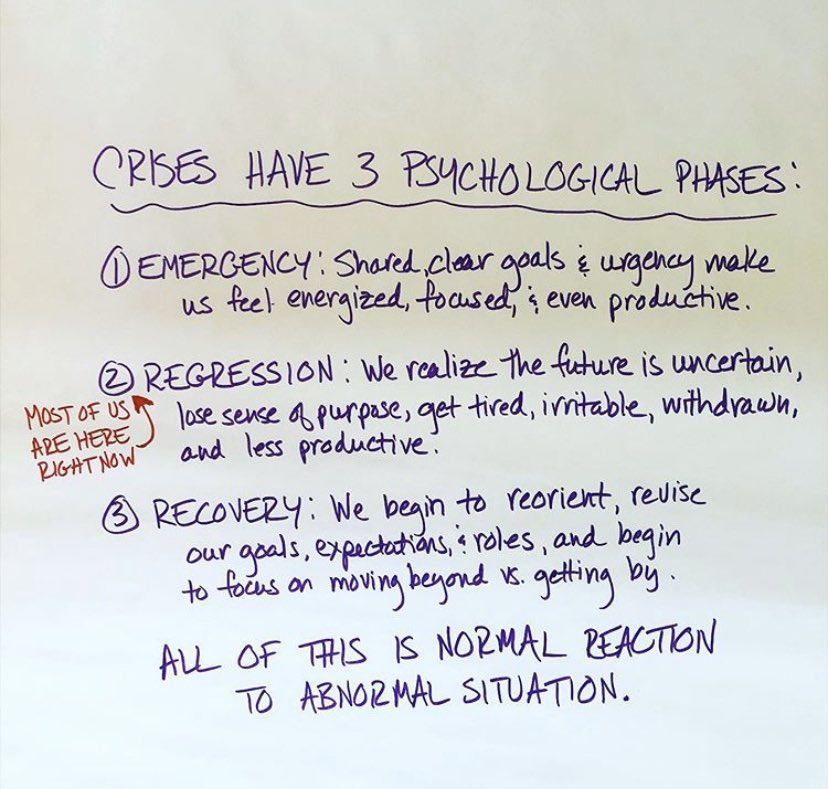 CRISES HAVE 3 PSYCHOLOGICAL PHASES:
① EMERGENCY: Shared, clear goals & urgency make
us feel energized, focused, & even productive.
② REGRESSION: We realize the future is uncertain,
lose sense of purpose, get tired, irritable, withdrawn,
and less productive.
MOST OF US
ARE HERE
RIGHT NOW
③ RECOVERY: We begin to reorient, revise
our goals, expectations, & roles, and begin
to focus on moving beyond vs. getting by.
ALL OF THIS IS NORMAL REACTION
TO ABNORMAL SITUATION.